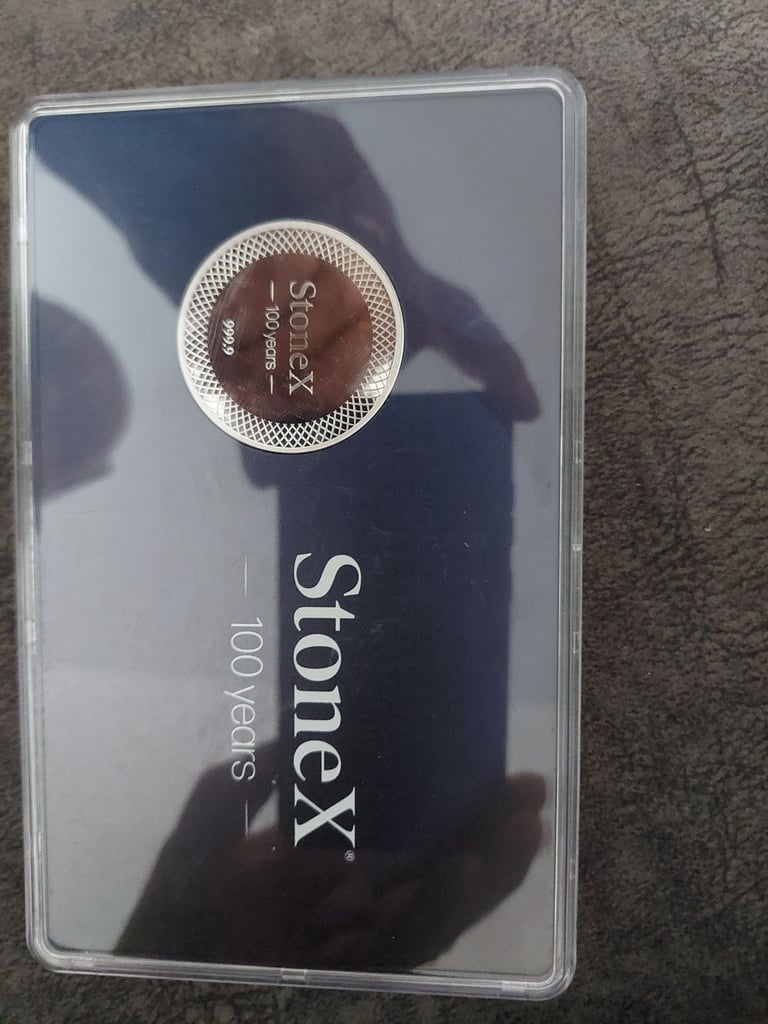 StoneX
— 100 years —
999.9
StoneX®
— 100 years —